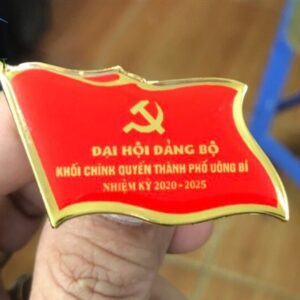 ĐẠI HỘI ĐẢNG BỘ
KHỐI CHÍNH QUYỀN THÀNH PHỐ UÔNG BÍ
NHIỆM KỲ 2020-2025